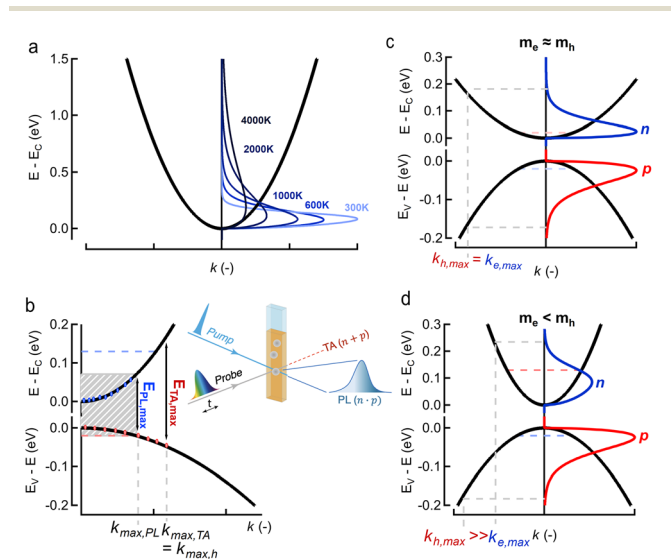 a
1.5
1.0
0.5
0.0
E - E_C (eV)
4000K
2000K
1000K
600K
300K
k (-)
b
0.2
0.1
0.0
E - E_C (eV)
0.0
-0.1
-0.2
E_V - E (eV)
E_PL,max
E_TA,max
k_max,PL k_max,TA
= k_max,h
k (-)
Pump
Probe
t
TA (n + p)
PL (n · p)
c
m_e ≈ m_h
0.3
0.2
0.1
0.0
E - E_C (eV)
n
0.0
-0.1
-0.2
E_V - E (eV)
p
k_h,max = k_e,max
k (-)
d
m_e < m_h
0.3
0.2
0.1
0.0
E - E_C (eV)
n
0.0
-0.1
-0.2
E_V - E (eV)
p
k_h,max >> k_e,max
k (-)